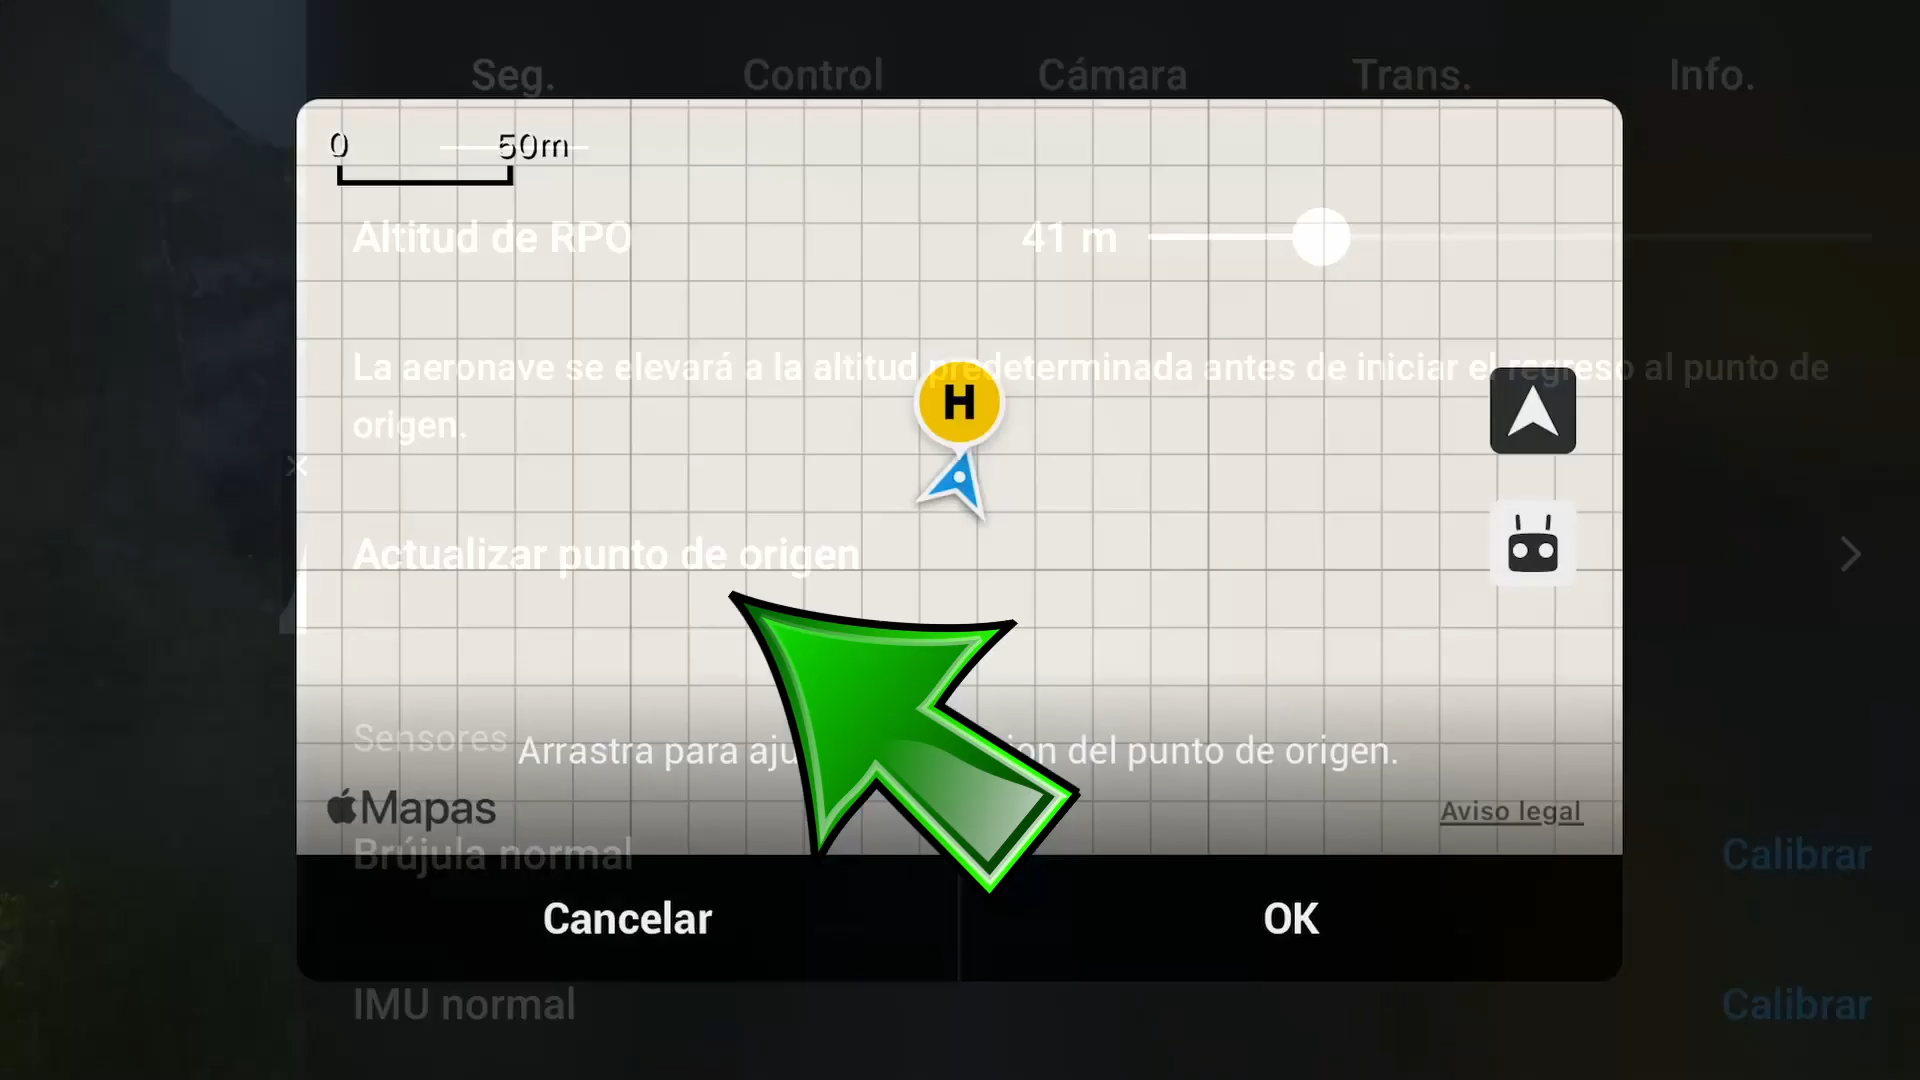 Seg. Control Cámara Trans. Info.
0 50m
Altitud de RPO 41 m
La aeronave se elevará a la altitud predeterminada antes de iniciar el regreso al punto de
origen.
H
Actualizar punto de origen
Sensores
Arrastra para del punto de origen.
Mapas
Aviso legal
Brújula normal Calibrar
Cancelar OK
IMU normal Calibrar